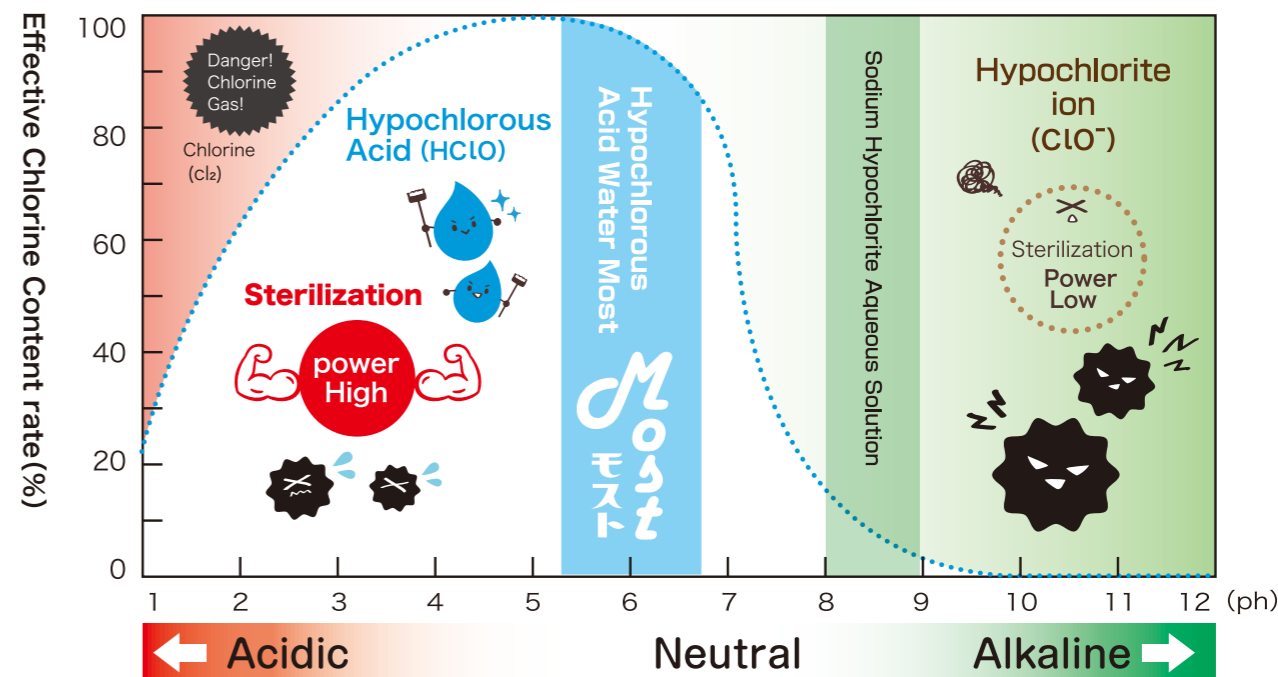 Effective Chlorine Content rate(%)
100
80
60
40
20
0
Danger!
Chlorine
Gas!
Chlorine
(cl₂)
Hypochlorous
Acid (HClO)
Sterilization
power
High
Hypochlorous
Acid Water Most
Most
モスト
Sodium Hypochlorite Aqueous Solution
Hypochlorite
ion
(ClO⁻)
Sterilization
Power
Low
1 2 3 4 5 6 7 8 9 10 11 12 (ph)
Acidic Neutral Alkaline